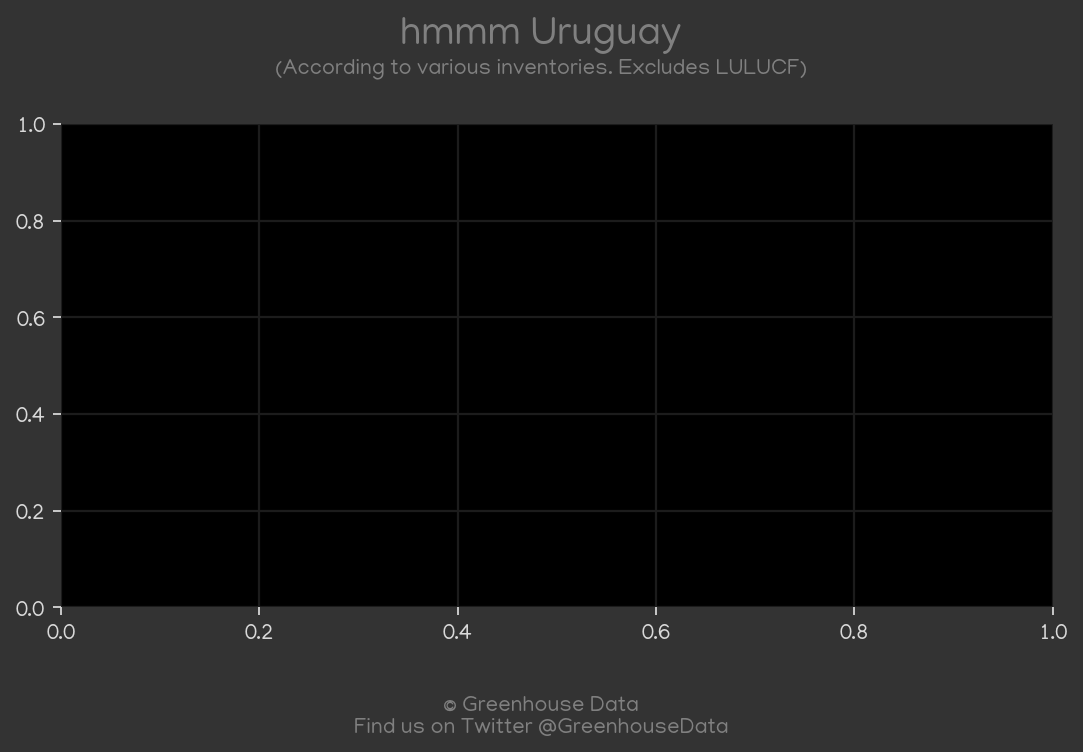 hmmm Uruguay
(According to various inventories. Excludes LULUCF)
1.0
0.8
0.6
0.4
0.2
0.0
0.0 0.2 0.4 0.6 0.8 1.0
© Greenhouse Data
Find us on Twitter @GreenhouseData